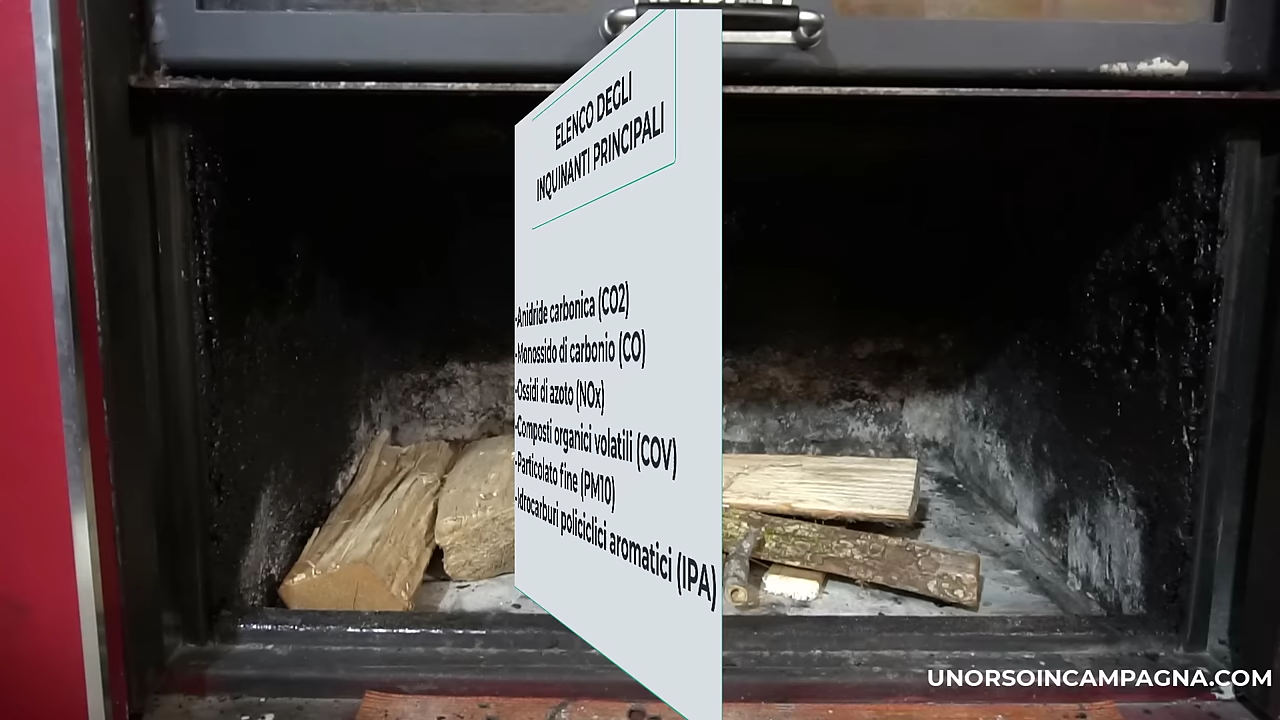 ELENCO DEGLI
INQUINANTI PRINCIPALI
-Anidride carbonica (CO2)
-Monossido di carbonio (CO)
-Ossidi di azoto (NOx)
-Composti organici volatili (COV)
-Particolato fine (PM10)
-Idrocarburi policiclici aromatici (IPA)
UNORSOINCAMPAGNA.COM